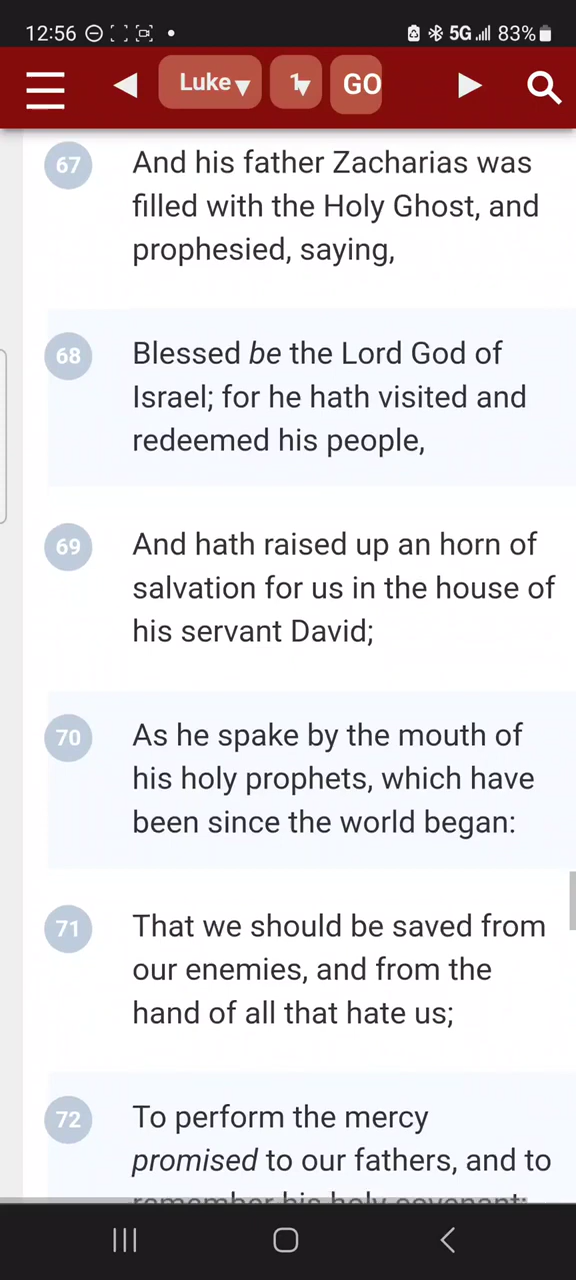 12:56 5G 83%
Luke 1 GO
67 And his father Zacharias was
filled with the Holy Ghost, and
prophesied, saying,
68 Blessed be the Lord God of
Israel; for he hath visited and
redeemed his people,
69 And hath raised up an horn of
salvation for us in the house of
his servant David;
70 As he spake by the mouth of
his holy prophets, which have
been since the world began:
71 That we should be saved from
our enemies, and from the
hand of all that hate us;
72 To perform the mercy
promised to our fathers, and to
remember his holy covenant;